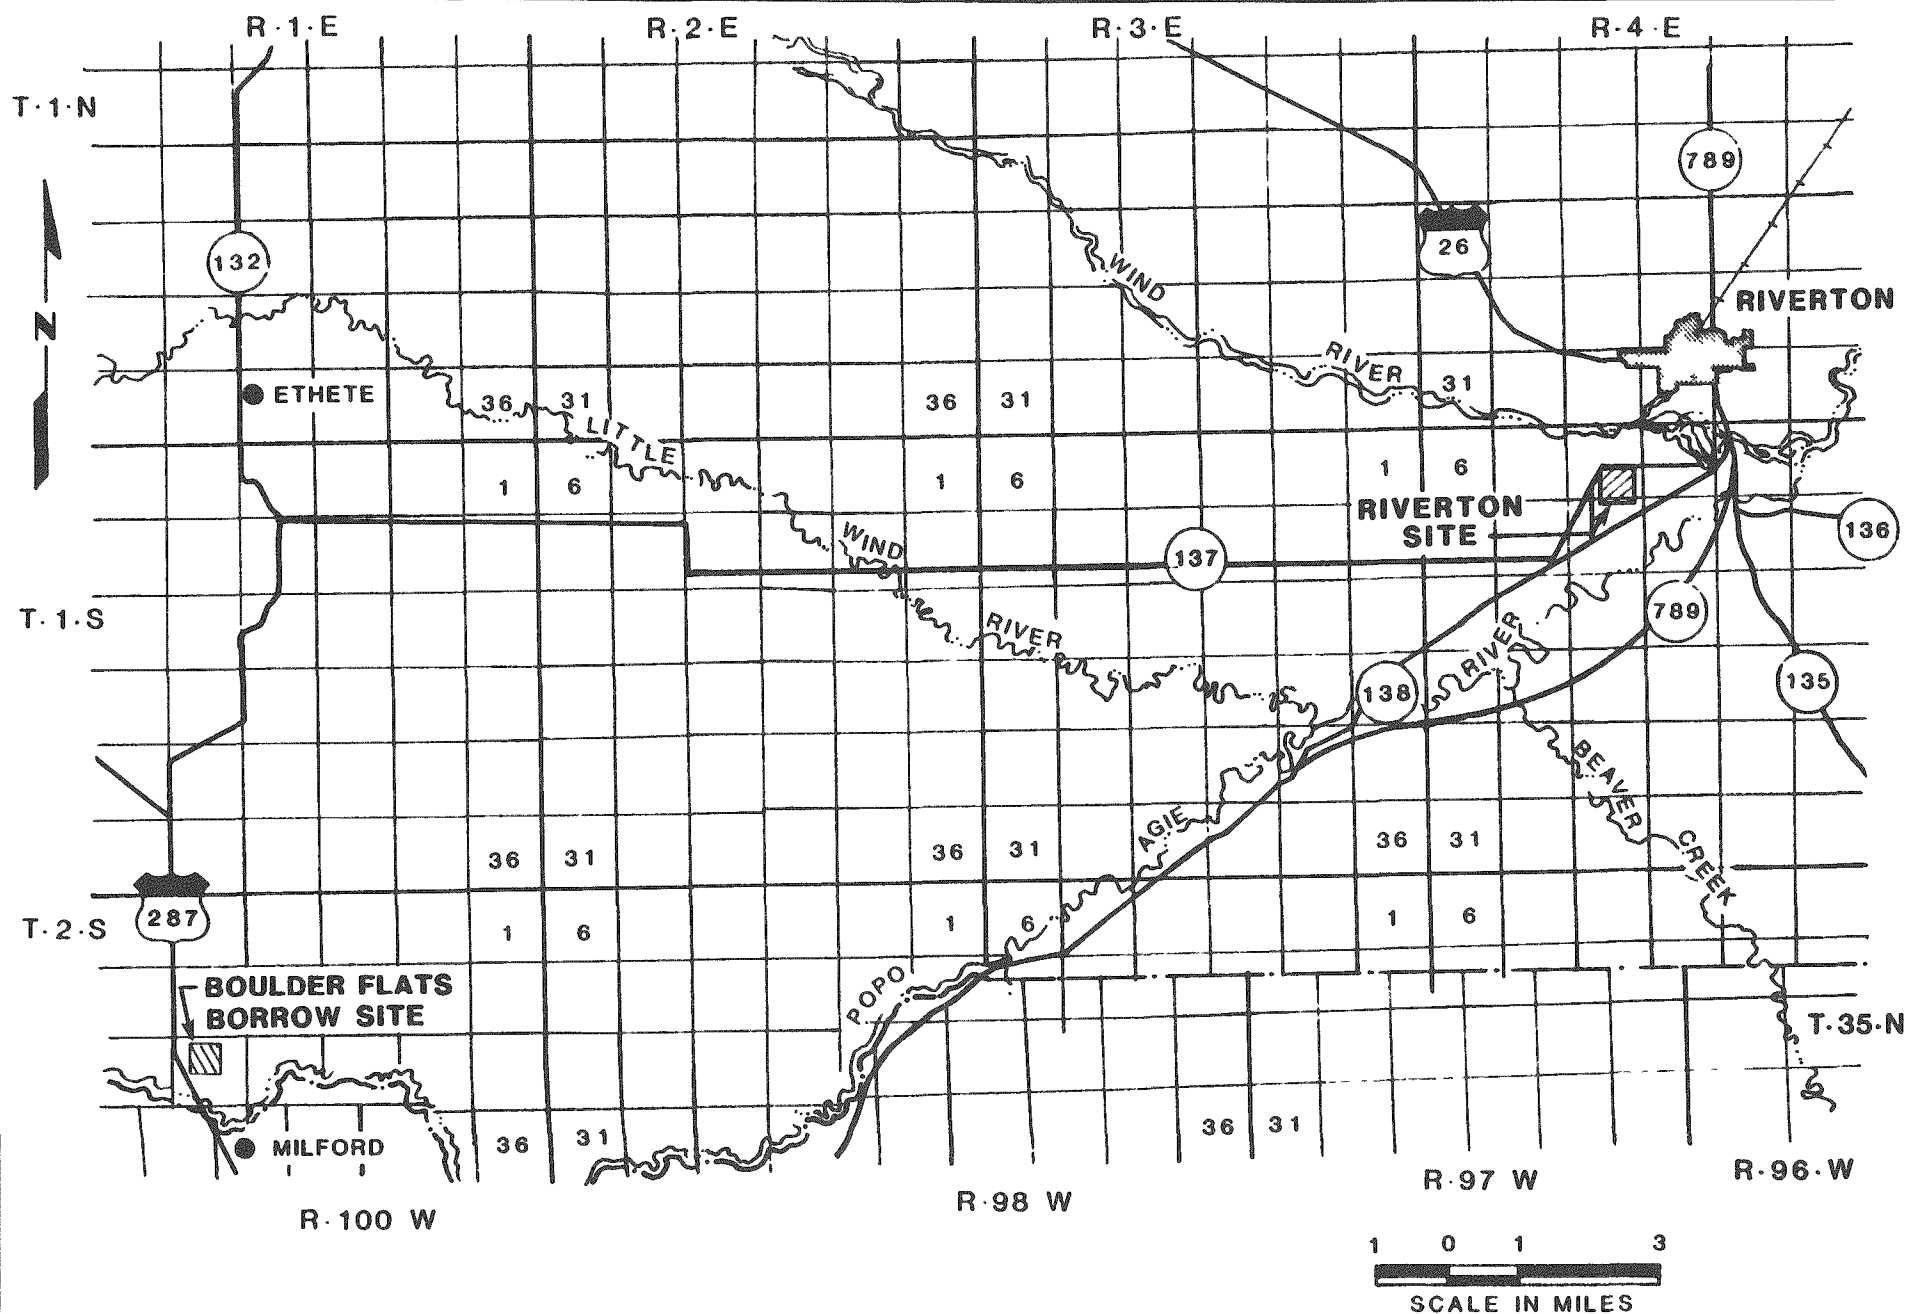 R·1·E R·2·E R·3·E R·4·E
T·1·N
789
132
26
WIND
RIVERTON
N
RIVER
31
ETHETE
36 31 36 31
LITTLE
1 6 1 6 1 6
RIVERTON
SITE
WIND
137
136
T·1·S
RIVER
RIVER
789
138
135
BEAVER
AGIE
CREEK
36 31 36 31 36 31
287
T·2·S
1 6 1 6 1 6
POPO
BOULDER FLATS
BORROW SITE
T·35·N
36 31
MILFORD
36 31
R·96·W
R·97 W
R·98 W
R·100 W
1 0 1 3
SCALE IN MILES